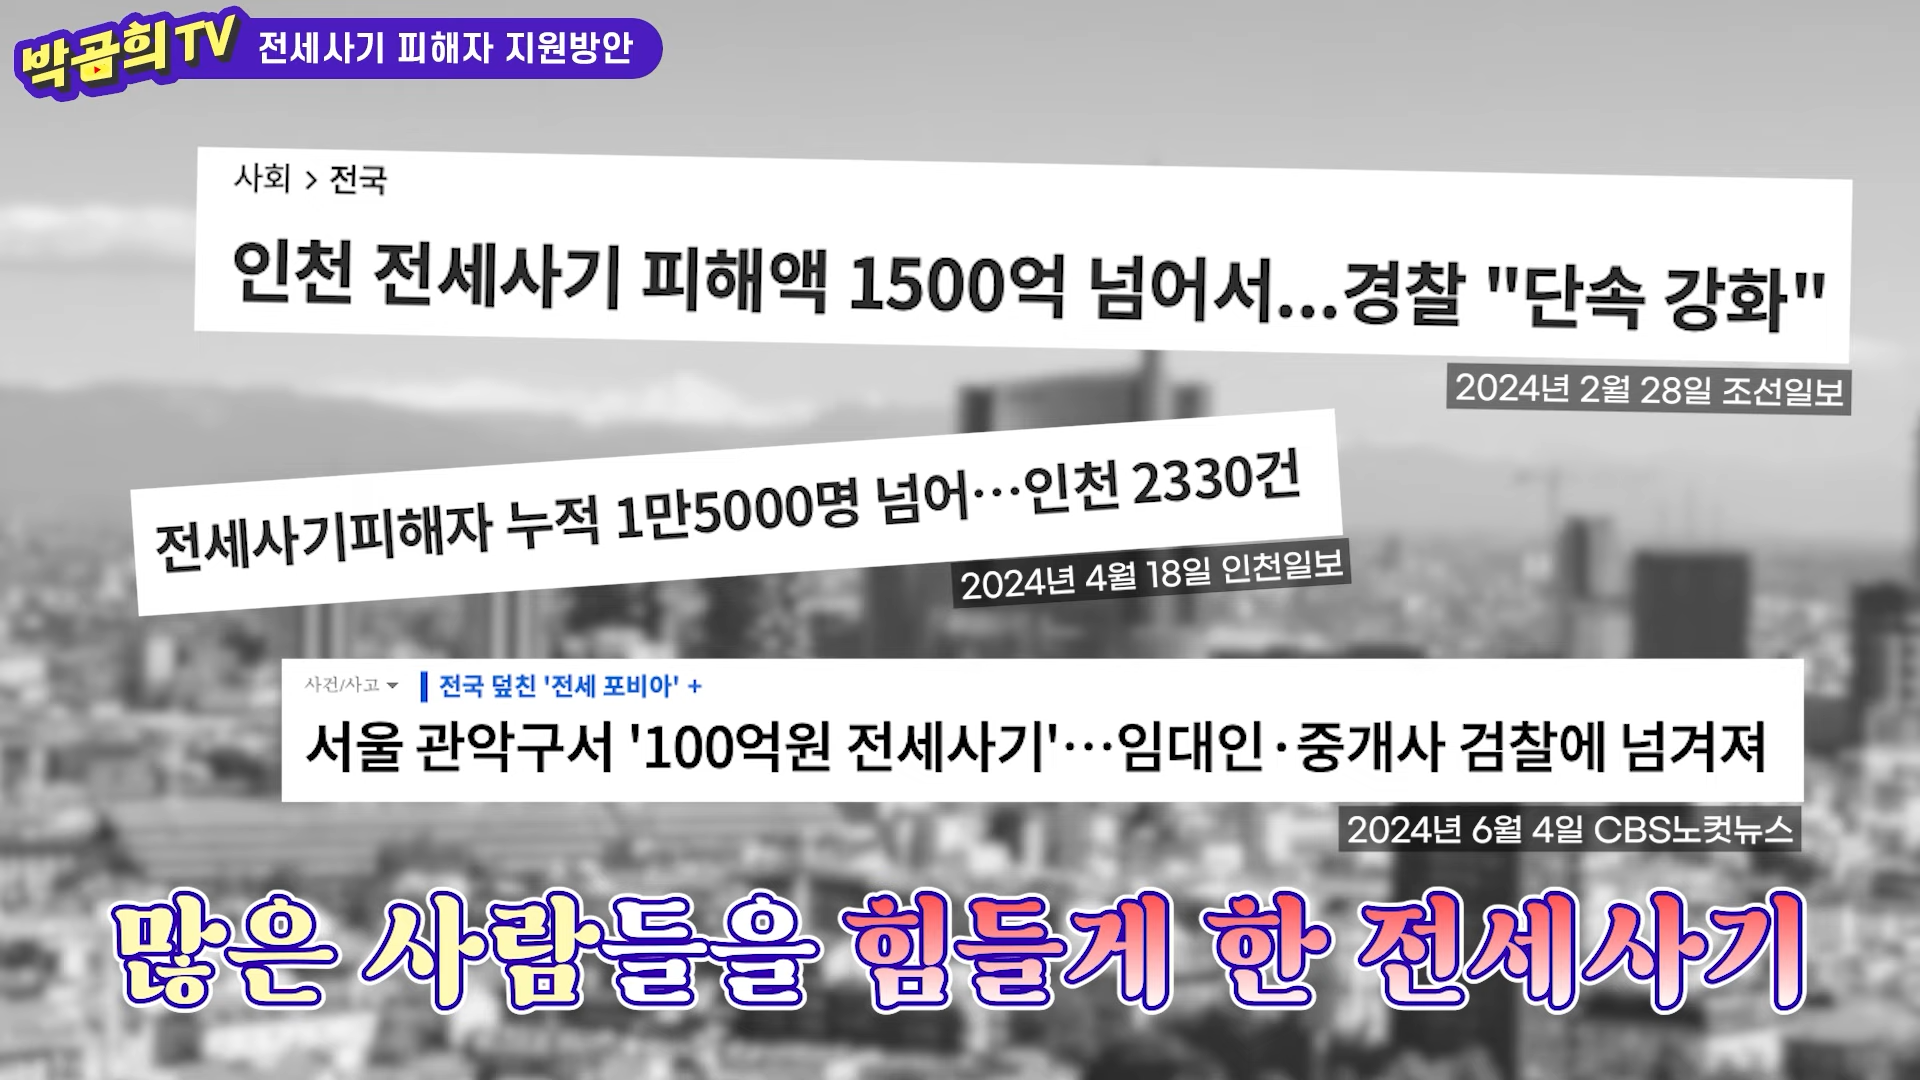 박곰희TV 전세사기 피해자 지원방안
사회 > 전국
인천 전세사기 피해액 1500억 넘어서...경찰 "단속 강화"
2024년 2월 28일 조선일보
전세사기피해자 누적 1만5000명 넘어…인천 2330건
2024년 4월 18일 인천일보
사건/사고 전국 덮친 '전세 포비아' +
서울 관악구서 '100억원 전세사기'…임대인·중개사 검찰에 넘겨져
2024년 6월 4일 CBS노컷뉴스
많은 사람들을 힘들게 한 전세사기